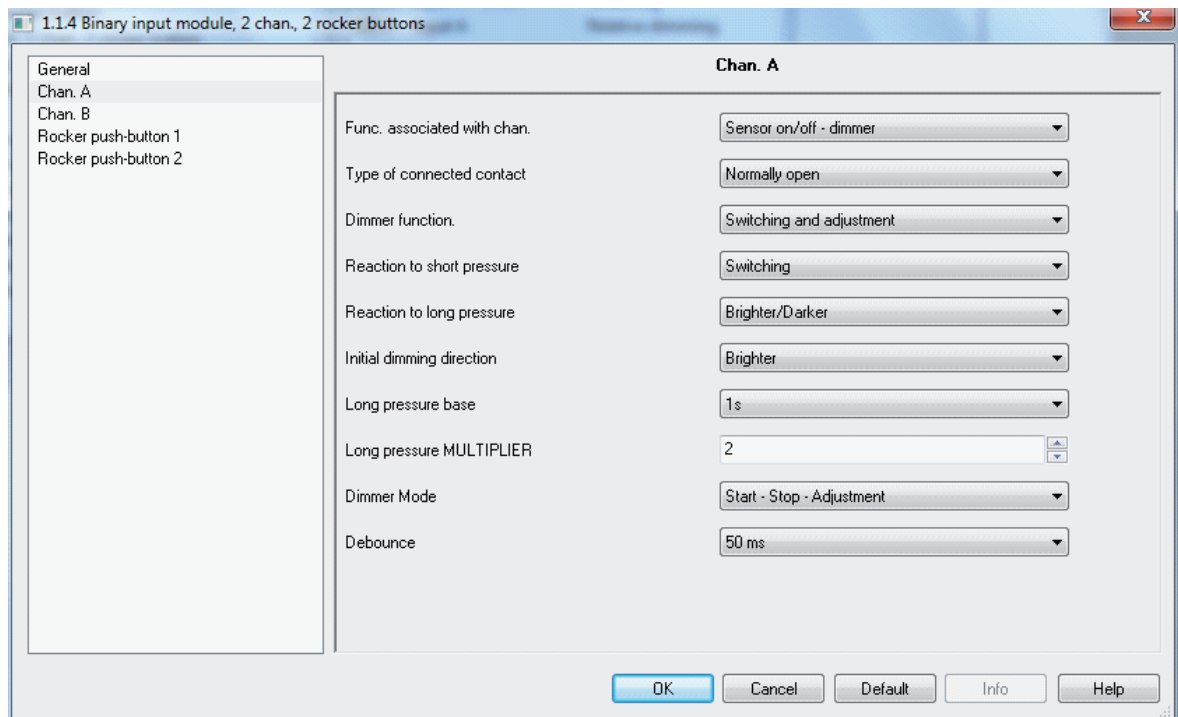 1.1.4 Binary input module, 2 chan., 2 rocker buttons
General
Chan. A
Chan. B
Rocker push-button 1
Rocker push-button 2
Chan. A
Func. associated with chan. Sensor on/off - dimmer
Type of connected contact Normally open
Dimmer function. Switching and adjustment
Reaction to short pressure Switching
Reaction to long pressure Brighter/Darker
Initial dimming direction Brighter
Long pressure base 1s
Long pressure MULTIPLIER 2
Dimmer Mode Start - Stop - Adjustment
Debounce 50 ms
OK Cancel Default Info Help